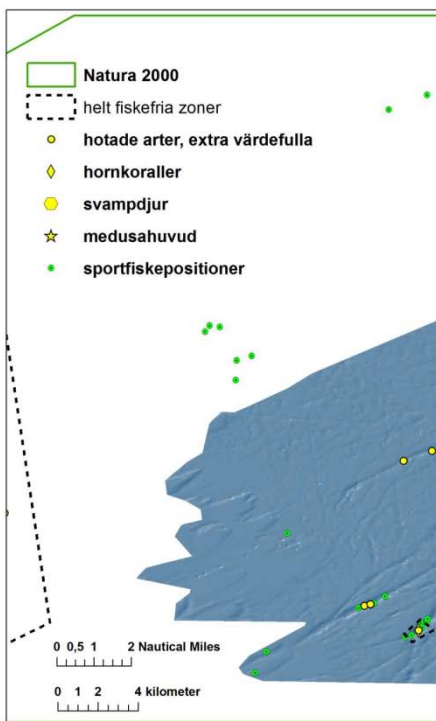 Natura 2000
helt fiskefria zoner
hotade arter, extra värdefulla
hornkoraller
svampdjur
medusahuvud
sportfiskepositioner
0 0,5 1 2 Nautical Miles
0 1 2 4 kilometer